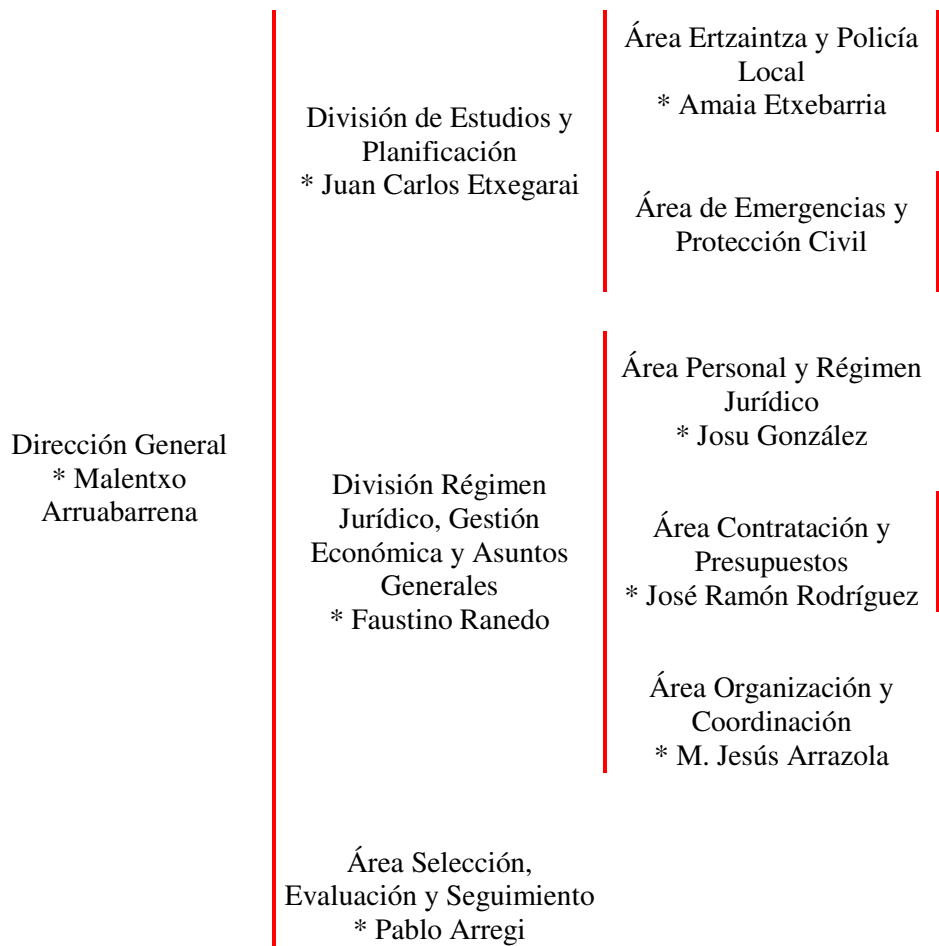 Dirección General
* Malentxo
Arruabarrena
División de Estudios y
Planificación
* Juan Carlos Etxegarai
Área Ertzaintza y Policía
Local
* Amaia Etxebarria
Área de Emergencias y
Protección Civil
División Régimen
Jurídico, Gestión
Económica y Asuntos
Generales
* Faustino Ranedo
Área Personal y Régimen
Jurídico
* Josu González
Área Contratación y
Presupuestos
* José Ramón Rodríguez
Área Organización y
Coordinación
* M. Jesús Arrazola
Área Selección,
Evaluación y Seguimiento
* Pablo Arregi